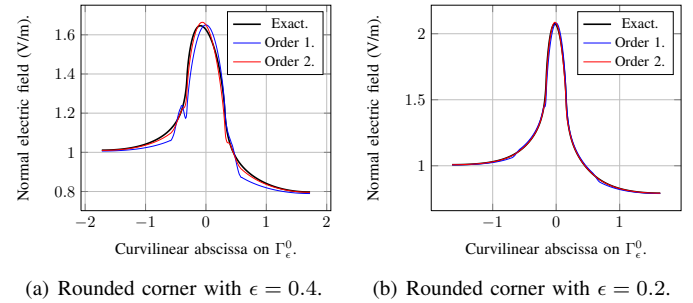 Normal electric field (V/m).
1.6
1.4
1.2
1
0.8
−2
−1
0
1
2
Exact.
Order 1.
Order 2.
Curvilinear abscissa on Γ⁰_ϵ.
(a) Rounded corner with ϵ = 0.4.
Normal electric field (V/m).
2
1.5
1
−1
0
1
Exact.
Order 1.
Order 2.
Curvilinear abscissa on Γ⁰_ϵ.
(b) Rounded corner with ϵ = 0.2.